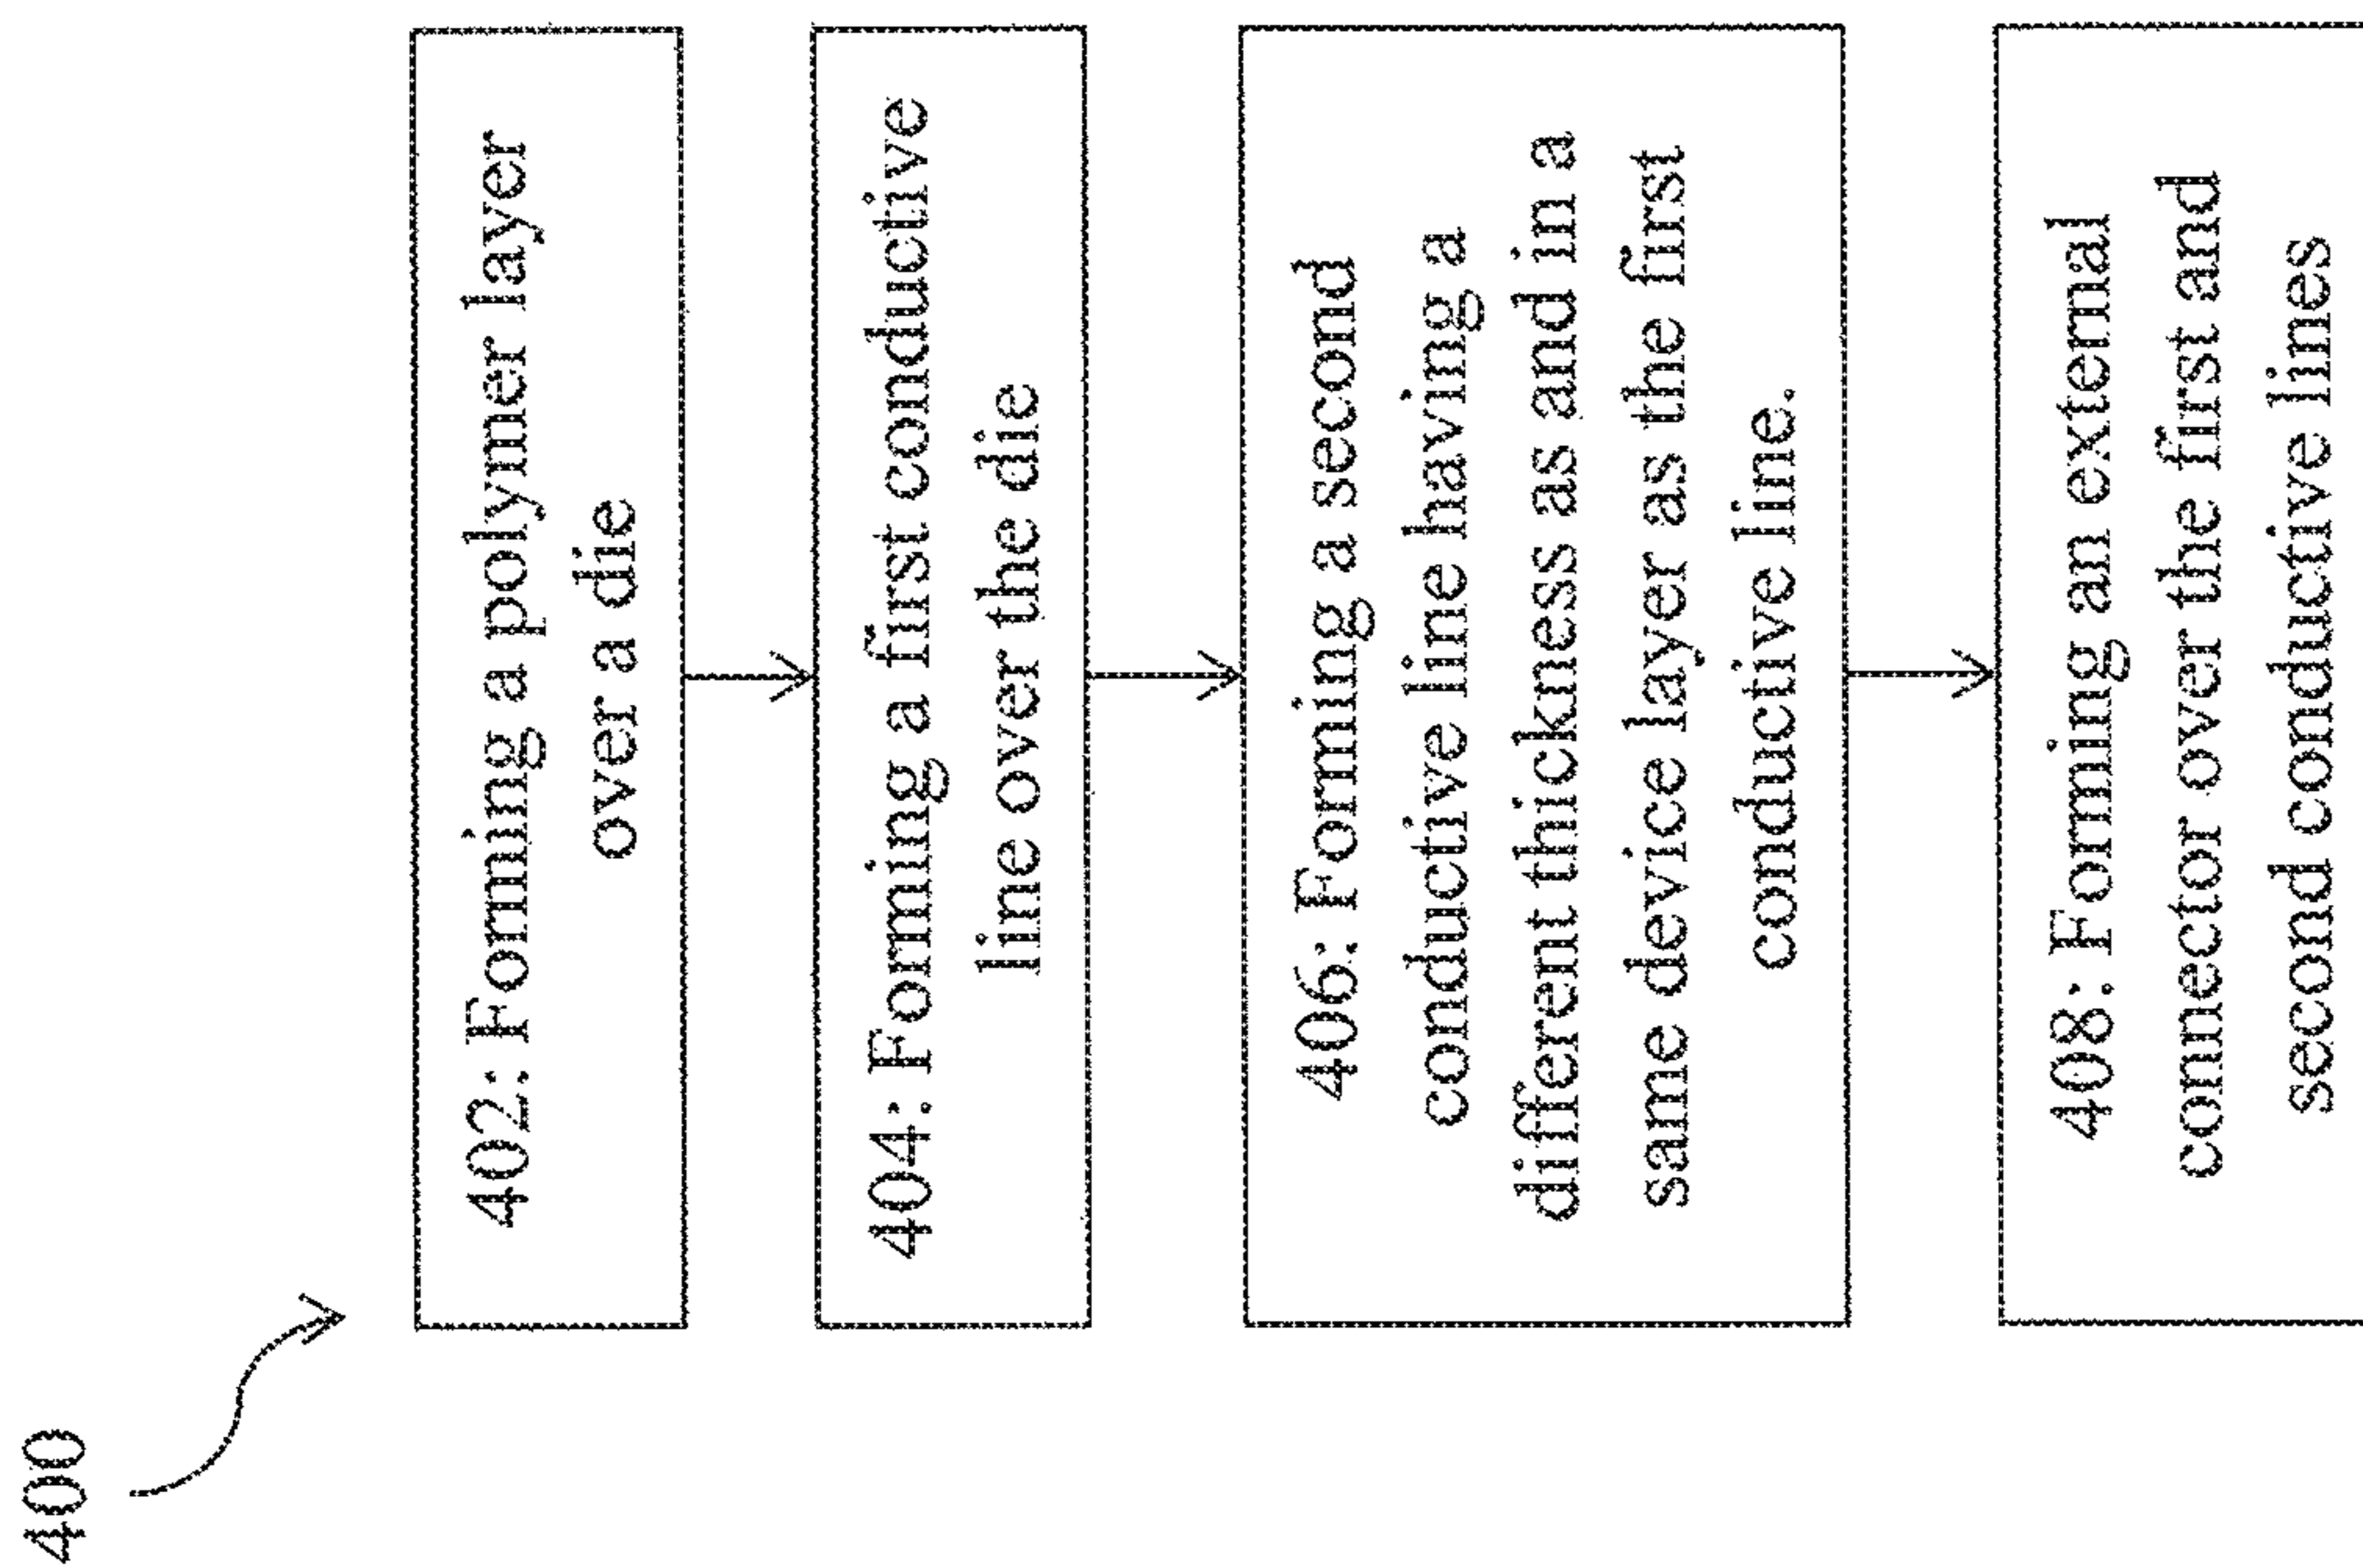 400
402: Forming a polymer layer
over a die
404: Forming a first conductive
line over the die
406: Forming a second
conductive line having a
different thickness as and in a
same device layer as the first
conductive line.
408: Forming an external
connector over the first and
second conductive lines